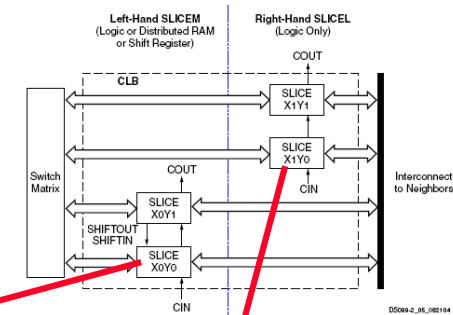 Left-Hand SLICEM
(Logic or Distributed RAM
or Shift Register)
Right-Hand SLICEL
(Logic Only)
COUT
CLB
SLICE
X1Y1
SLICE
X1Y0
Switch
Matrix
COUT
CIN
Interconnect
to Neighbors
SLICE
X0Y1
SHIFTOUT
SHIFTIN
SLICE
X0Y0
CIN
DS099-2_05_082104